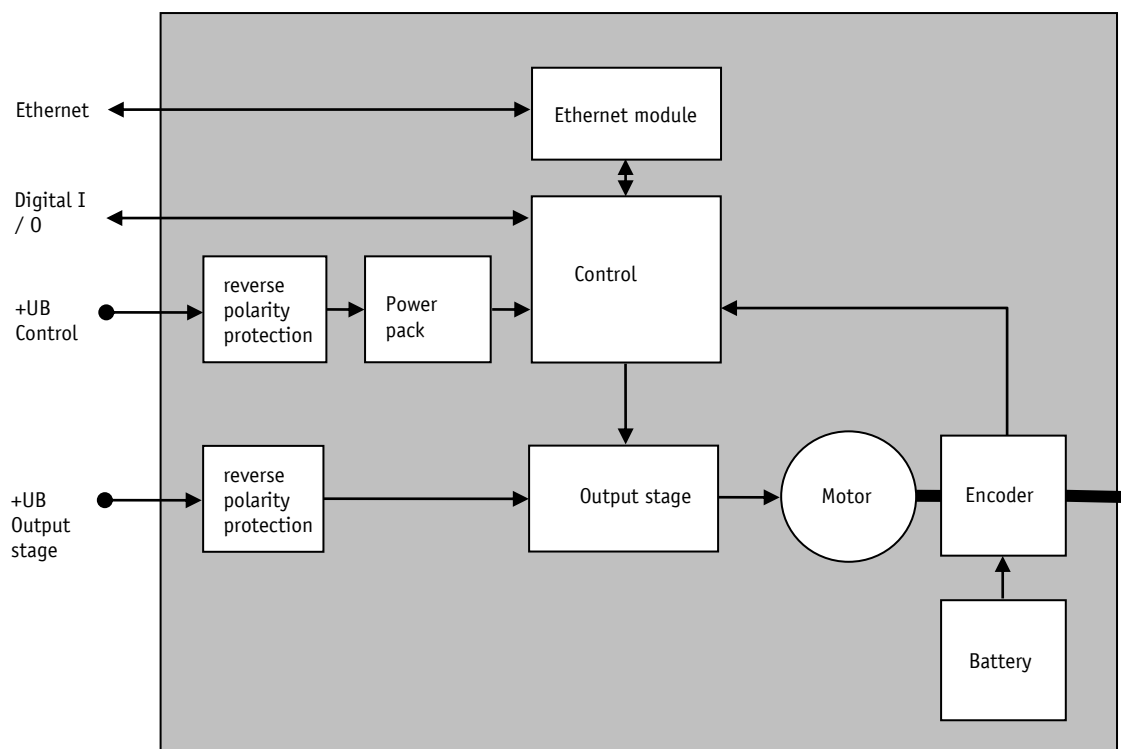 Ethernet
Ethernet module
Digital I
/ O
Control
reverse
polarity
protection
Power
pack
+UB
Control
reverse
polarity
protection
Output stage
Motor
Encoder
+UB
Output
stage
Battery